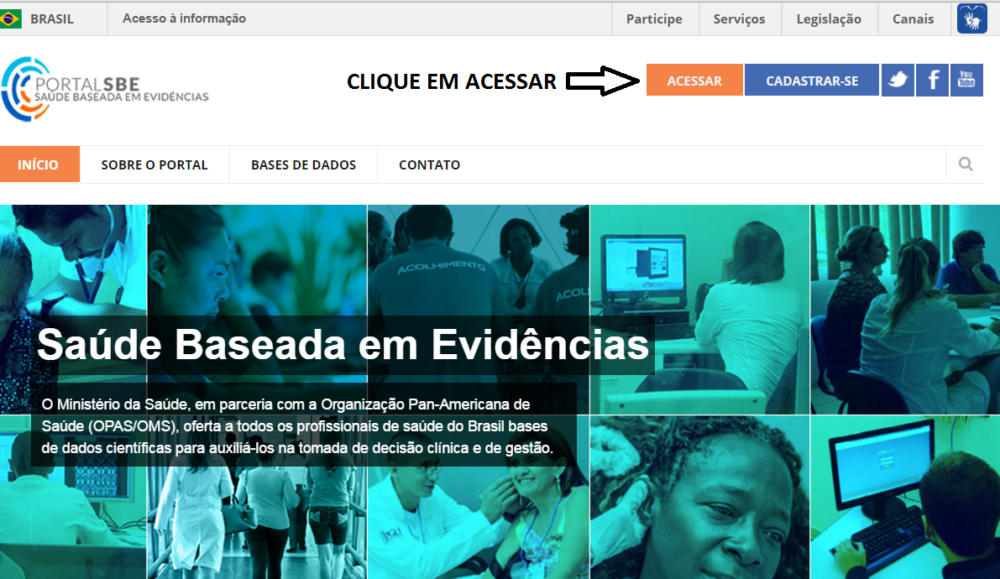 BRASIL
Acesso à informação
Participe
Serviços
Legislação
Canais
PORTALSBE
SAÚDE BASEADA EM EVIDÊNCIAS
CLIQUE EM ACESSAR
ACESSAR
CADASTRAR-SE
You
Tube
INÍCIO
SOBRE O PORTAL
BASES DE DADOS
CONTATO
ACOLHIMENTO
ACOL
Saúde Baseada em Evidências
O Ministério da Saúde, em parceria com a Organização Pan-Americana de
Saúde (OPAS/OMS), oferta a todos os profissionais de saúde do Brasil bases
de dados científicas para auxiliá-los na tomada de decisão clínica e de gestão.